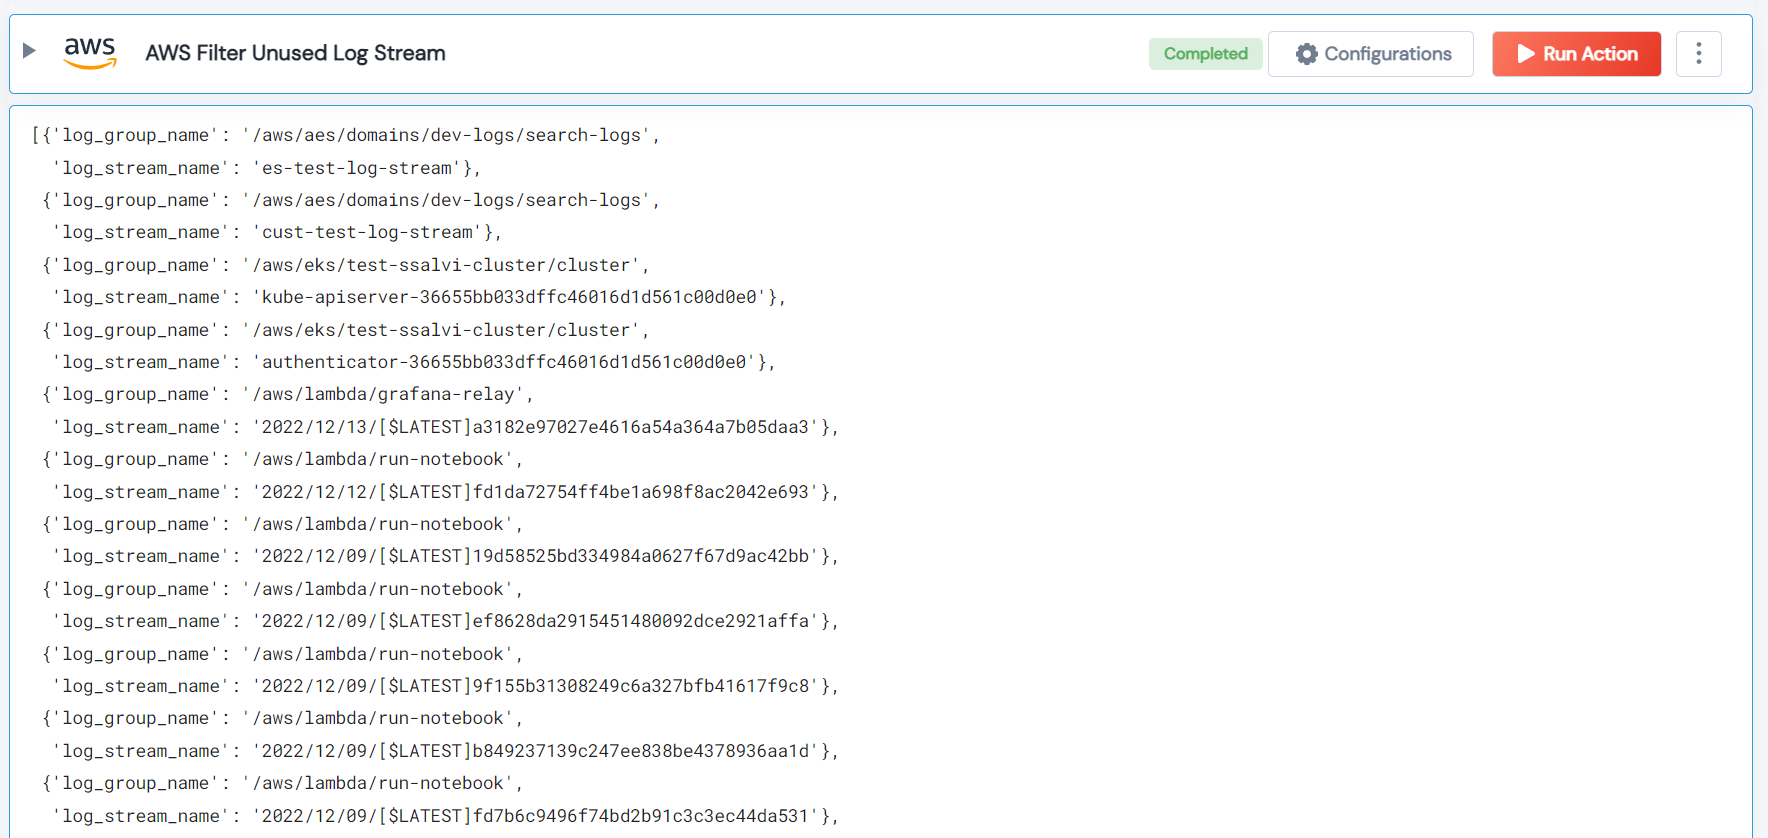 aws AWS Filter Unused Log Stream Completed Configurations Run Action
[{'log_group_name': '/aws/aes/domains/dev-logs/search-logs',
'log_stream_name': 'es-test-log-stream'},
{'log_group_name': '/aws/aes/domains/dev-logs/search-logs',
'log_stream_name': 'cust-test-log-stream'},
{'log_group_name': '/aws/eks/test-ssalvi-cluster/cluster',
'log_stream_name': 'kube-apiserver-36655bb033dffc46016d1d561c00d0e0'},
{'log_group_name': '/aws/eks/test-ssalvi-cluster/cluster',
'log_stream_name': 'authenticator-36655bb033dffc46016d1d561c00d0e0'},
{'log_group_name': '/aws/lambda/grafana-relay',
'log_stream_name': '2022/12/13/[$LATEST]a3182e97027e4616a54a364a7b05daa3'},
{'log_group_name': '/aws/lambda/run-notebook',
'log_stream_name': '2022/12/12/[$LATEST]fd1da72754ff4be1a698f8ac2042e693'},
{'log_group_name': '/aws/lambda/run-notebook',
'log_stream_name': '2022/12/09/[$LATEST]19d58525bd334984a0627f67d9ac42bb'},
{'log_group_name': '/aws/lambda/run-notebook',
'log_stream_name': '2022/12/09/[$LATEST]ef8628da2915451480092dce2921affa'},
{'log_group_name': '/aws/lambda/run-notebook',
'log_stream_name': '2022/12/09/[$LATEST]9f155b31308249c6a327bfb41617f9c8'},
{'log_group_name': '/aws/lambda/run-notebook',
'log_stream_name': '2022/12/09/[$LATEST]b849237139c247ee838be4378936aa1d'},
{'log_group_name': '/aws/lambda/run-notebook',
'log_stream_name': '2022/12/09/[$LATEST]fd7b6c9496f74bd2b91c3c3ec44da531'},